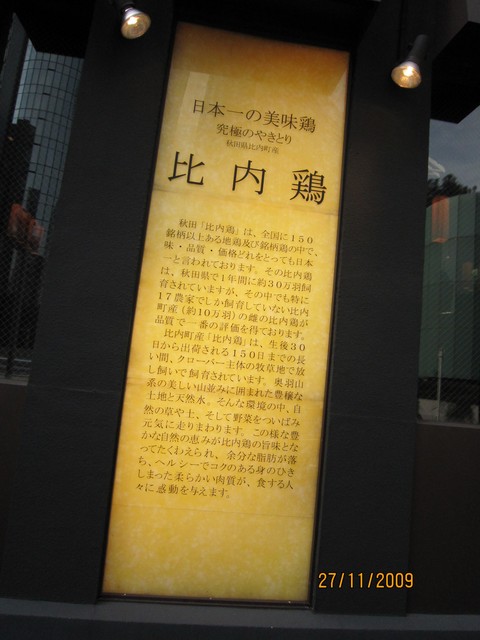 日本一の美味鶏
究極のやきとり
秋田県比内町産
比内鶏
秋田「比内鶏」は、全国に150
銘柄以上ある地鶏及び銘柄鶏の中で、
味・品質・価格どれをとっても日本
一と言われております。その比内鶏
は、秋田県で1年間に約30万羽飼
育されていますが、その中でも特に
17農家でしか飼育していない比内
町産(約10万羽)の雌の比内鶏が
品質で一番の評価を得ております。
比内町産「比内鶏」は、生後30
日から出荷される150日までの長
い間、クローバー主体の牧草地で放
し飼いで飼育されています。奥羽山
系の美しい山並みに囲まれた豊穣な
土地と天然水。そんな環境の中、自
然の草や土、そして野菜をついばみ
元気に走りまわります。この様な豊
かな自然の恵みが比内鶏の旨味とな
ってたくわえられ、余分な脂肪が落
ち、ヘルシーでコクのある身のひき
しまった柔らかい肉質が、食する人
々に感動を与えます。
27/11/2009